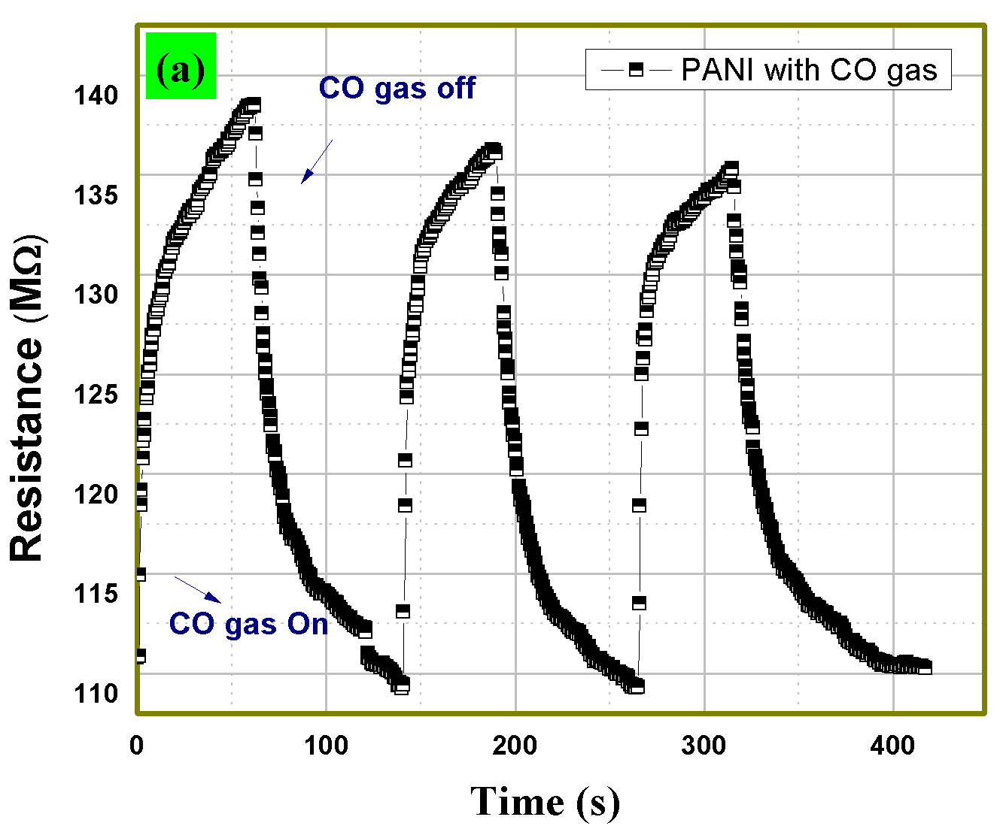 (a)
PANI with CO gas
CO gas off
CO gas On
140
135
130
125
120
115
110
Resistance (MΩ)
0 100 200 300 400
Time (s)